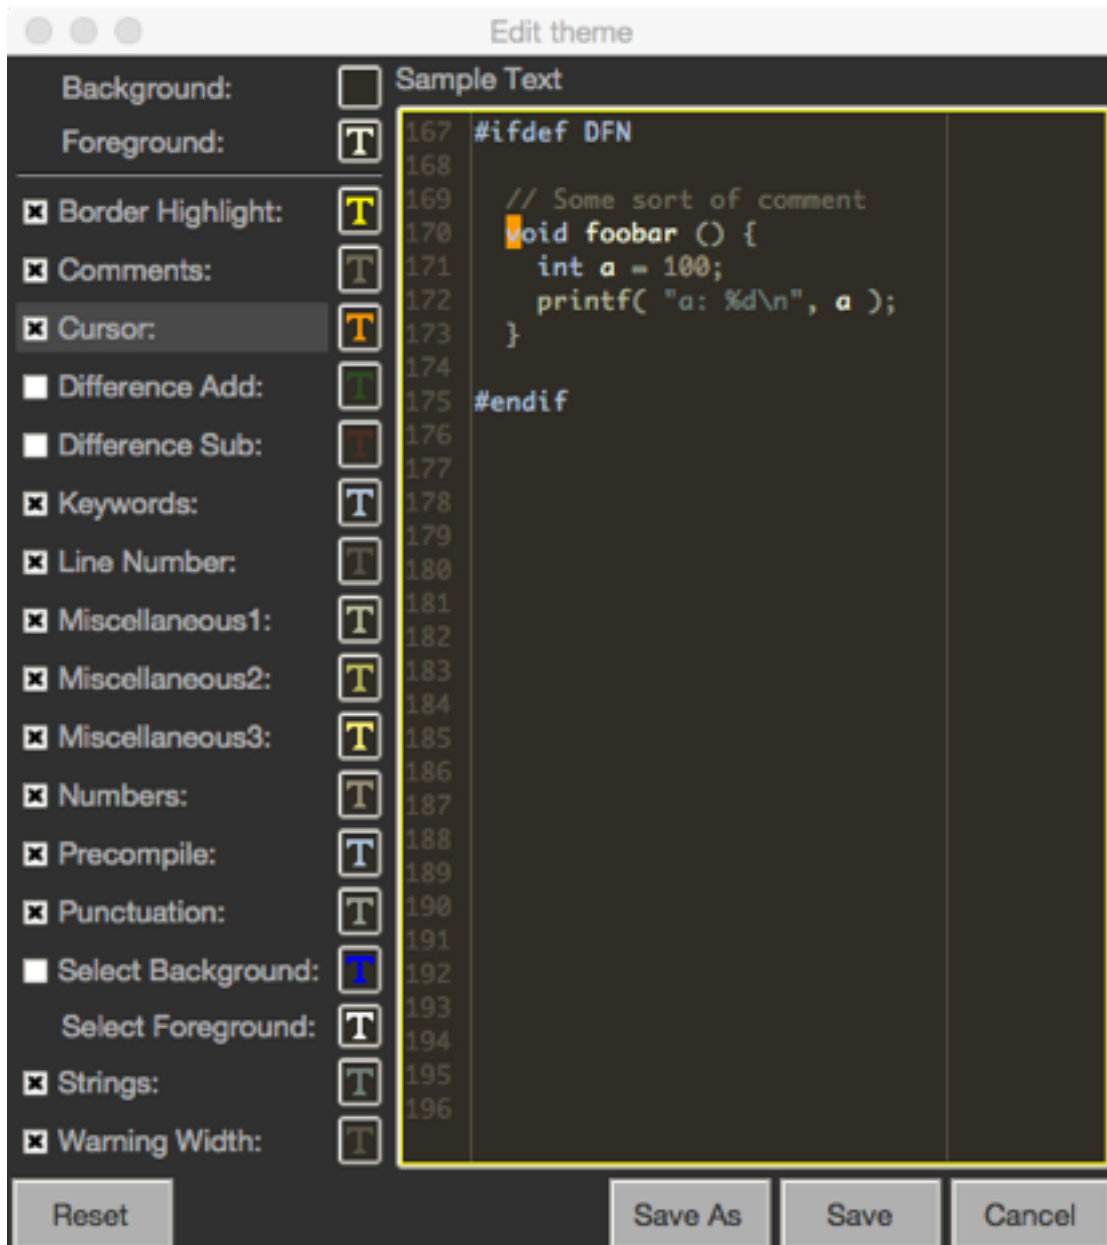 Edit theme
Background:
Foreground: T
Border Highlight: T
Comments: T
Cursor: T
Difference Add: T
Difference Sub: T
Keywords: T
Line Number: T
Miscellaneous1: T
Miscellaneous2: T
Miscellaneous3: T
Numbers: T
Precompile: T
Punctuation: T
Select Background: T
Select Foreground: T
Strings: T
Warning Width: T
Sample Text
167 #ifdef DFN
168
169 // Some sort of comment
170 void foobar () {
171 int a = 100;
172 printf( "a: %d\n", a );
173 }
174
175 #endif
176
177
178
179
180
181
182
183
184
185
186
187
188
189
190
191
192
193
194
195
196
Reset Save As Save Cancel